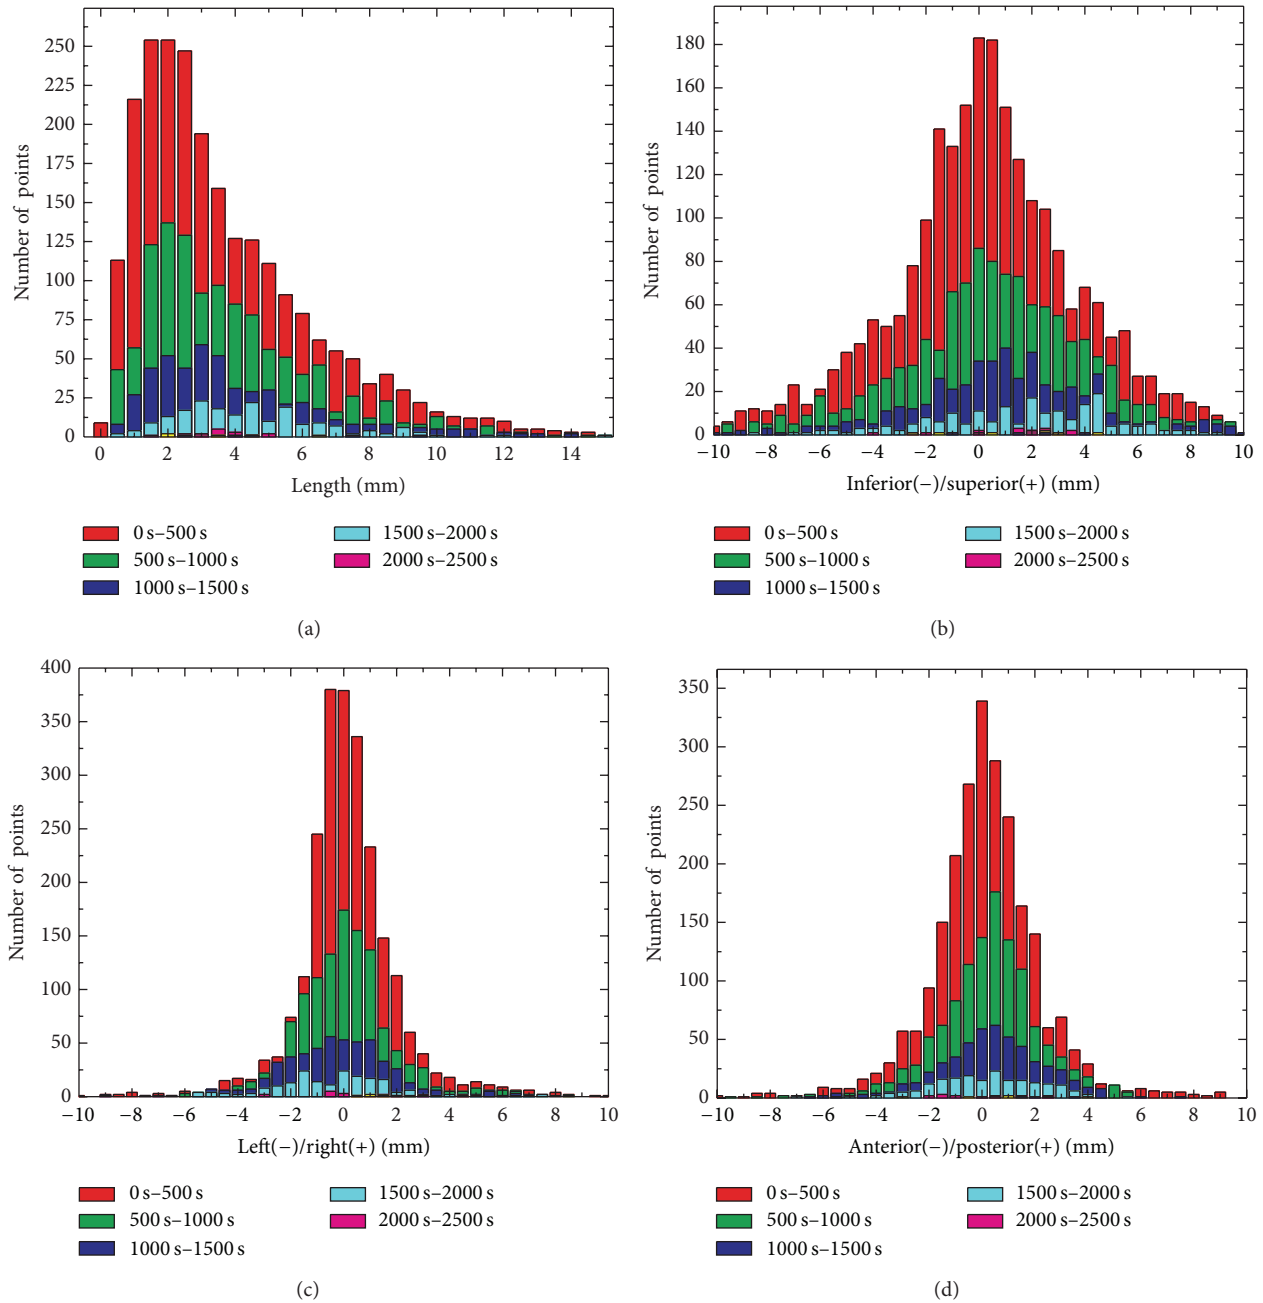 250
225
200
175
150
125
100
75
50
25
0
Number of points
0 2 4 6 8 10 12 14
Length (mm)
0 s–500 s
500 s–1000 s
1000 s–1500 s
1500 s–2000 s
2000 s–2500 s
(a)
180
160
140
120
100
80
60
40
20
0
Number of points
−10 −8 −6 −4 −2 0 2 4 6 8 10
Inferior(−)/superior(+) (mm)
0 s–500 s
500 s–1000 s
1000 s–1500 s
1500 s–2000 s
2000 s–2500 s
(b)
400
350
300
250
200
150
100
50
0
Number of points
−10 −8 −6 −4 −2 0 2 4 6 8 10
Left(−)/right(+) (mm)
0 s–500 s
500 s–1000 s
1000 s–1500 s
1500 s–2000 s
2000 s–2500 s
(c)
350
300
250
200
150
100
50
0
Number of points
−10 −8 −6 −4 −2 0 2 4 6 8 10
Anterior(−)/posterior(+) (mm)
0 s–500 s
500 s–1000 s
1000 s–1500 s
1500 s–2000 s
2000 s–2500 s
(d)